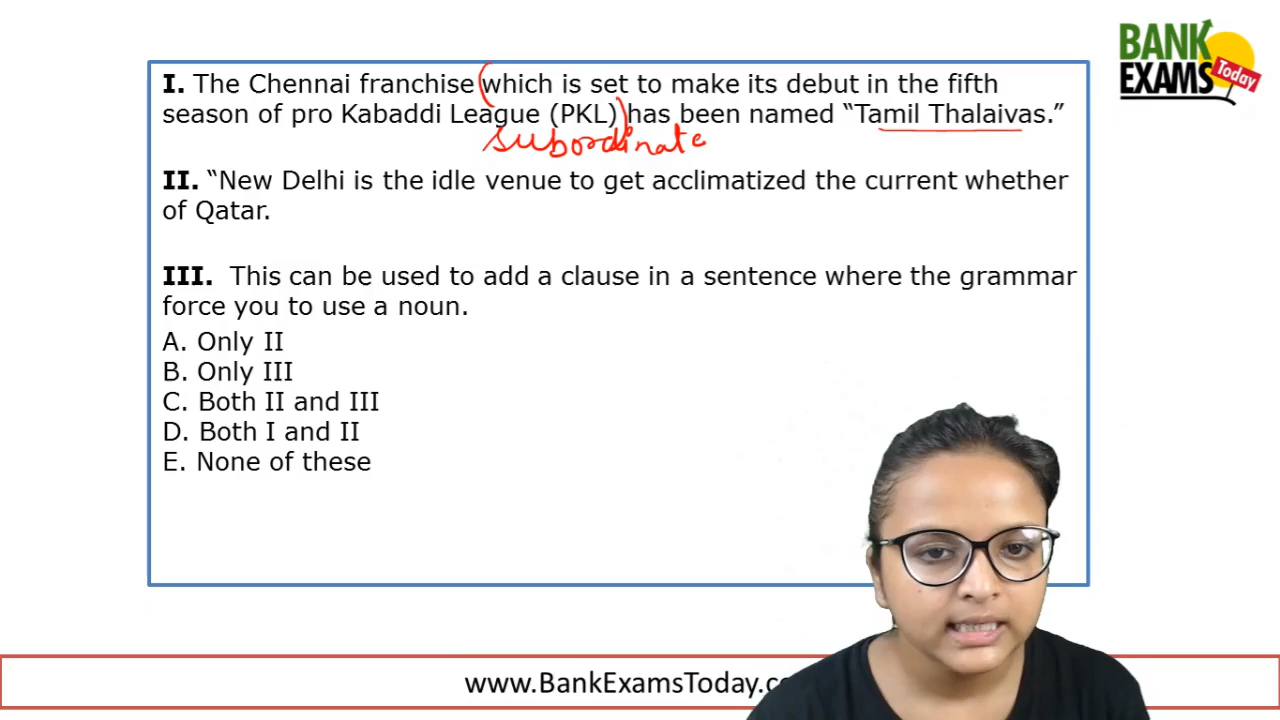 BANK
EXAMS
Today
I. The Chennai franchise which is set to make its debut in the fifth
season of pro Kabaddi League (PKL) has been named “Tamil Thalaivas.”
subordinate
II. “New Delhi is the idle venue to get acclimatized the current whether
of Qatar.
III. This can be used to add a clause in a sentence where the grammar
force you to use a noun.
A. Only II
B. Only III
C. Both II and III
D. Both I and II
E. None of these
www.BankExamsToday.c